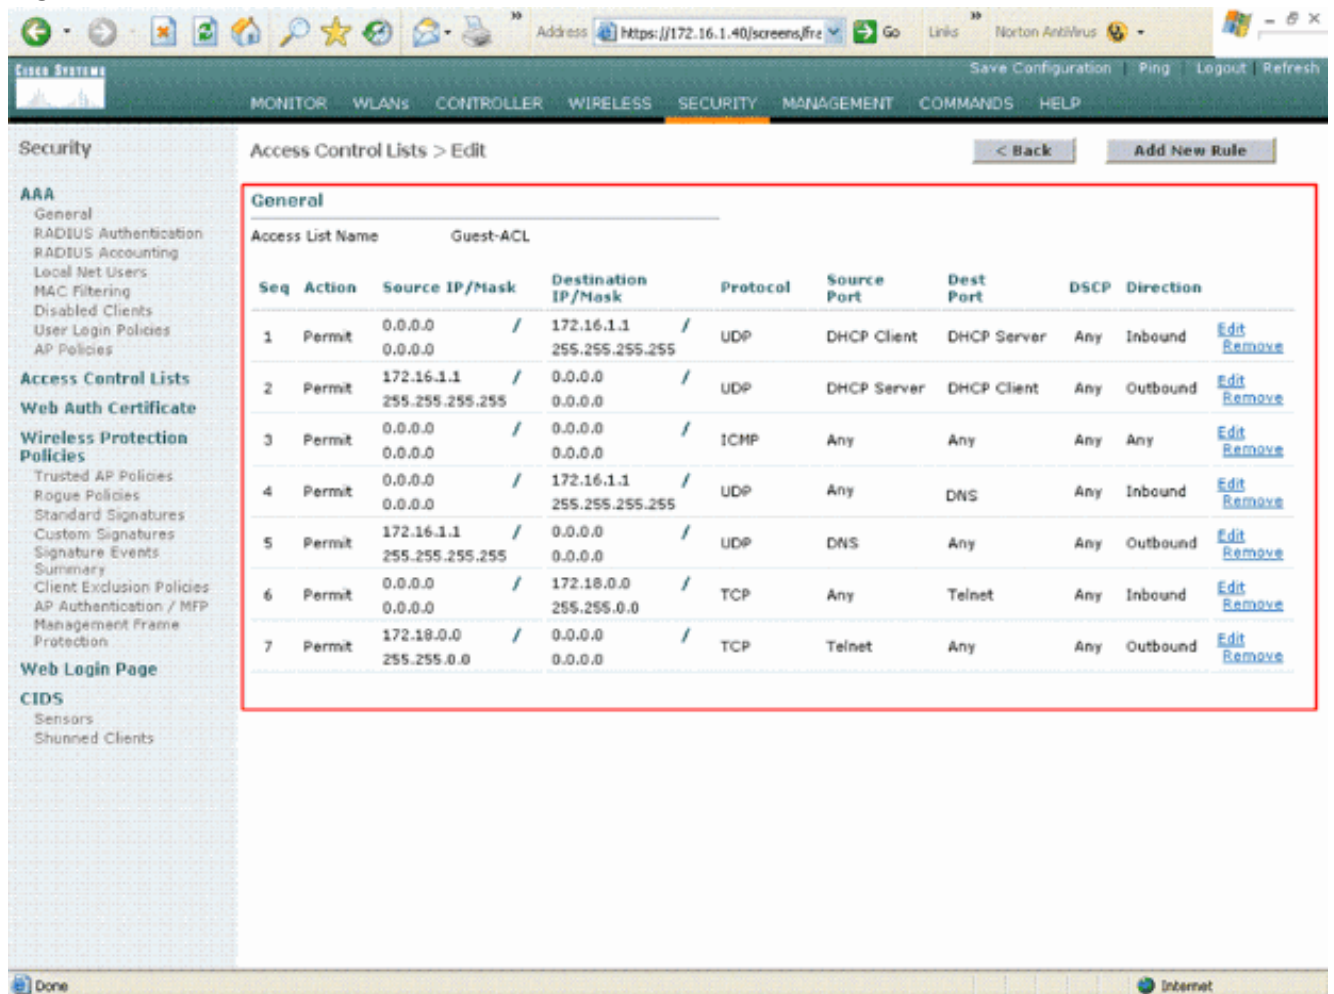 »
Address https://172.16.1.40/screens/fra Go Links » Norton AntiVirus
CISCO SYSTEMS
Save Configuration | Ping | Logout | Refresh
MONITOR WLANs CONTROLLER WIRELESS SECURITY MANAGEMENT COMMANDS HELP
Security
AAA
General
RADIUS Authentication
RADIUS Accounting
Local Net Users
MAC Filtering
Disabled Clients
User Login Policies
AP Policies
Access Control Lists
Web Auth Certificate
Wireless Protection
Policies
Trusted AP Policies
Rogue Policies
Standard Signatures
Custom Signatures
Signature Events
Summary
Client Exclusion Policies
AP Authentication / MFP
Management Frame
Protection
Web Login Page
CIDS
Sensors
Shunned Clients
Access Control Lists > Edit
< Back Add New Rule
General
Access List Name Guest-ACL
Seq Action Source IP/Mask Destination IP/Mask Protocol Source Port Dest Port DSCP Direction
1 Permit 0.0.0.0 / 172.16.1.1 / UDP DHCP Client DHCP Server Any Inbound Edit
0.0.0.0 255.255.255.255 Remove
2 Permit 172.16.1.1 / 0.0.0.0 / UDP DHCP Server DHCP Client Any Outbound Edit
255.255.255.255 0.0.0.0 Remove
3 Permit 0.0.0.0 / 0.0.0.0 / ICMP Any Any Any Any Edit
0.0.0.0 0.0.0.0 Remove
4 Permit 0.0.0.0 / 172.16.1.1 / UDP Any DNS Any Inbound Edit
0.0.0.0 255.255.255.255 Remove
5 Permit 172.16.1.1 / 0.0.0.0 / UDP DNS Any Any Outbound Edit
255.255.255.255 0.0.0.0 Remove
6 Permit 0.0.0.0 / 172.18.0.0 / TCP Any Telnet Any Inbound Edit
0.0.0.0 255.255.0.0 Remove
7 Permit 172.18.0.0 / 0.0.0.0 / TCP Telnet Any Any Outbound Edit
255.255.0.0 0.0.0.0 Remove
Done Internet